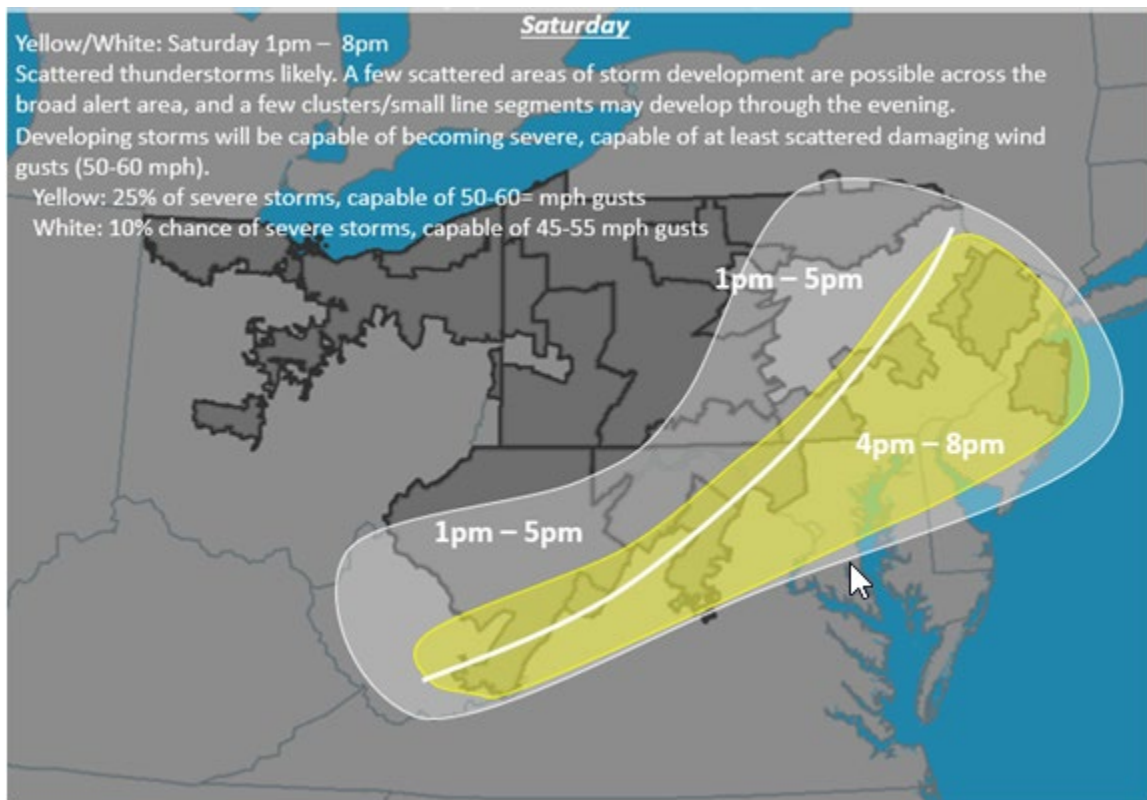 Saturday
Yellow/White: Saturday 1pm – 8pm
Scattered thunderstorms likely. A few scattered areas of storm development are possible across the
broad alert area, and a few clusters/small line segments may develop through the evening.
Developing storms will be capable of becoming severe, capable of at least scattered damaging wind
gusts (50-60 mph).
Yellow: 25% of severe storms, capable of 50-60= mph gusts
White: 10% chance of severe storms, capable of 45-55 mph gusts
1pm – 5pm
4pm – 8pm
1pm – 5pm